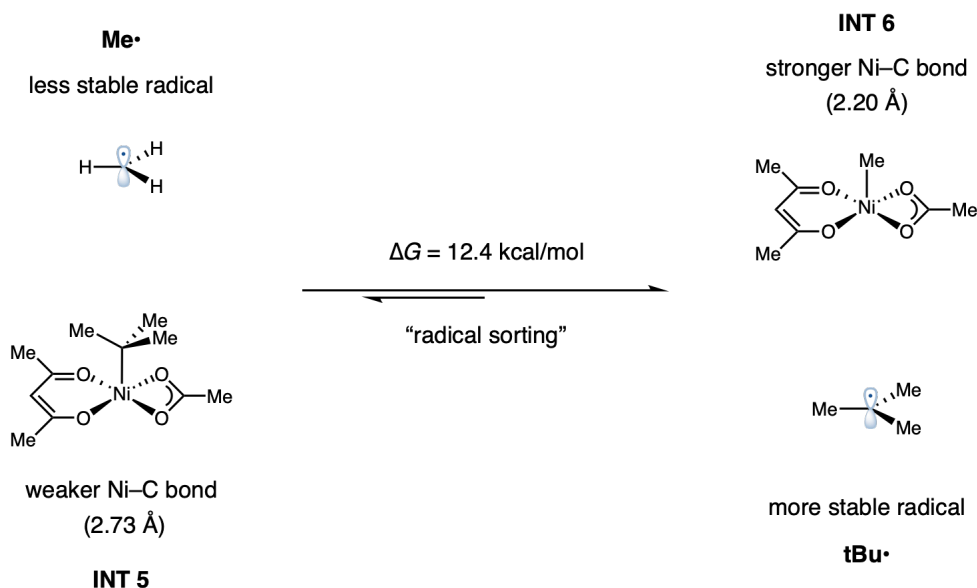 Me•
less stable radical
H
H
H
Me
Me
Me
Me
O
O
Ni
O
Me
O
Me
weaker Ni–C bond
(2.73 Å)
INT 5
ΔG = 12.4 kcal/mol
“radical sorting”
INT 6
stronger Ni–C bond
(2.20 Å)
Me
Me
O
O
Ni
Me
O
O
Me
Me
Me
Me
more stable radical
tBu•